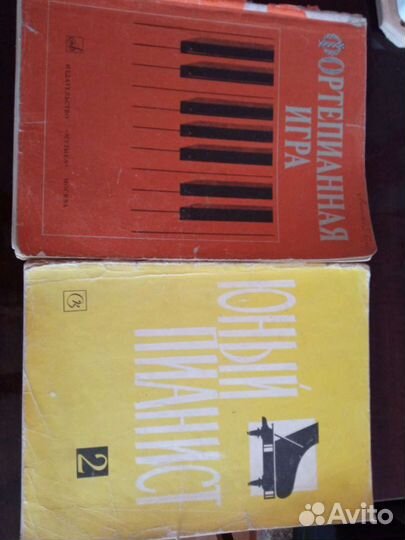 ФОРТЕПИАННАЯ
ИГРА
ИЗДАТЕЛЬСТВО «МУЗЫКА» МОСКВА
ЮНЫЙ
ПИАНИСТ
2
Avito